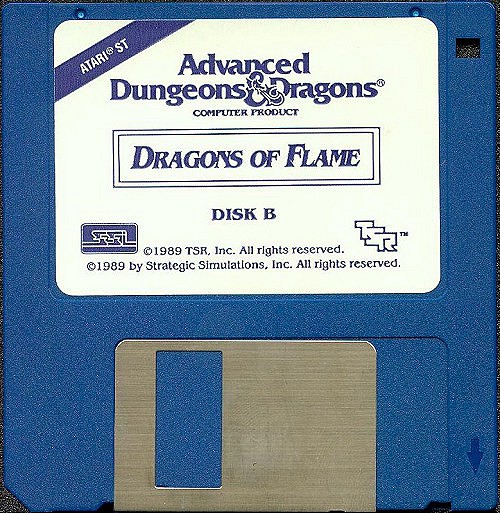 ATARI® ST
Advanced
Dungeons & Dragons®
COMPUTER PRODUCT
DRAGONS OF FLAME
DISK B
SSI
©1989 TSR, Inc. All rights reserved.
TSR™
©1989 by Strategic Simulations, Inc. All rights reserved.